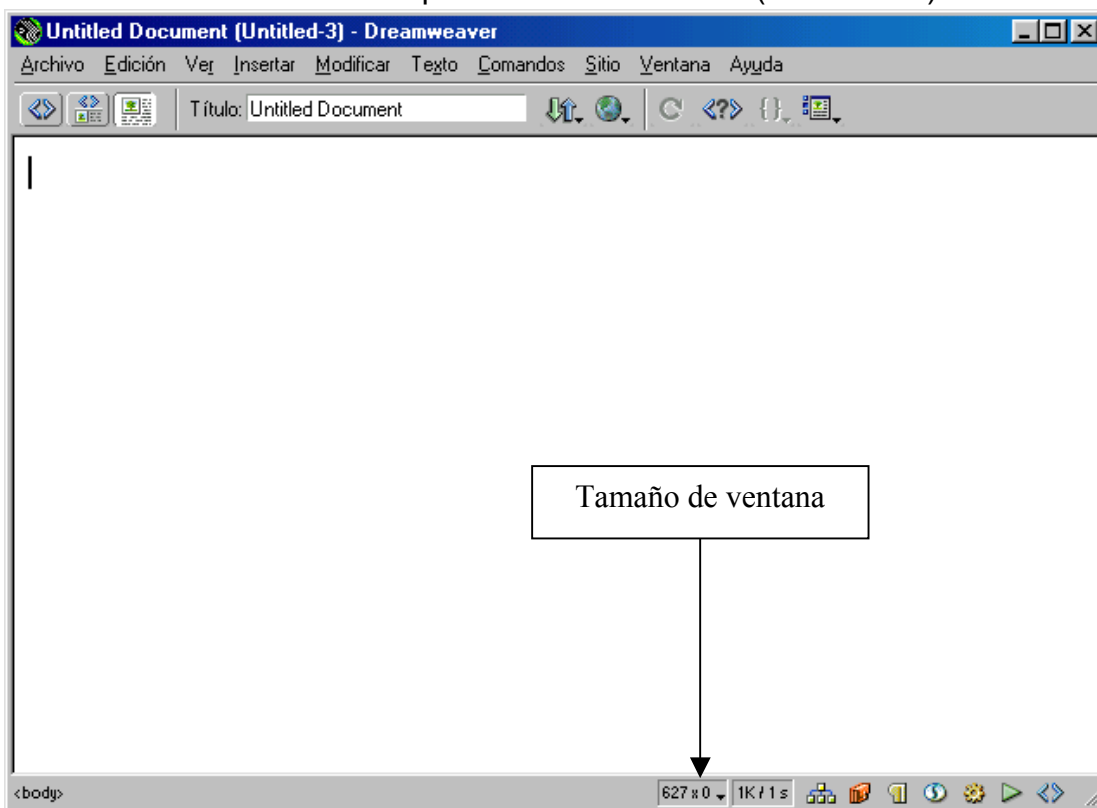 Untitled Document (Untitled-3) - Dreamweaver
Archivo Edición Ver Insertar Modificar Texto Comandos Sitio Ventana Ayuda
Título: Untitled Document
Tamaño de ventana
<body> 627 x 0 1K / 1 s